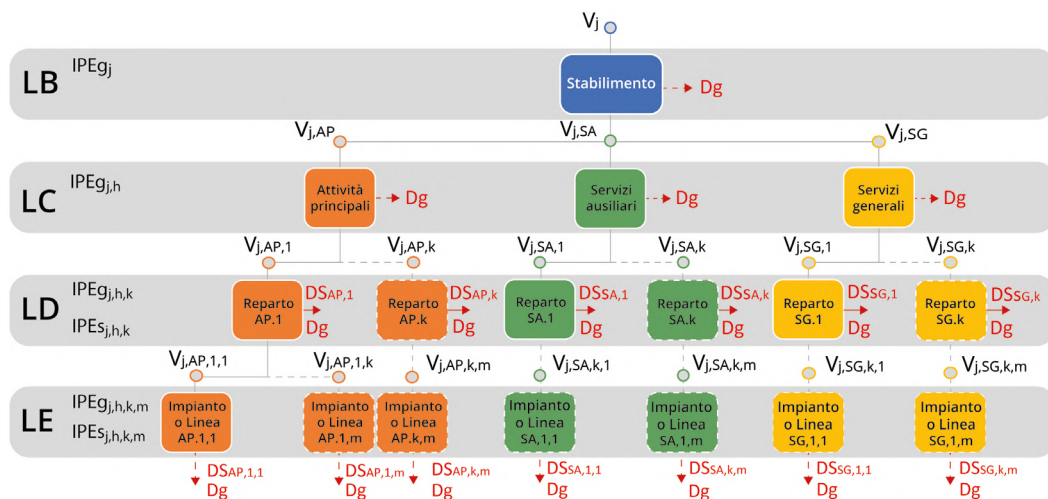 Vj
LB
IPEgj
Stabilimento
Dg
Vj,AP
Vj,SA
Vj,SG
LC
IPEgj,h
Attività
principali
Dg
Servizi
ausiliari
Dg
Servizi
generali
Dg
Vj,AP,1
Vj,AP,k
Vj,SA,1
Vj,SA,k
Vj,SG,1
Vj,SG,k
LD
IPEgj,h,k
IPEsj,h,k
Reparto
AP.1
DSAP,1
Dg
Reparto
AP.k
DSAP,k
Dg
Reparto
SA.1
DSSA,1
Dg
Reparto
SA.k
DSSA,k
Dg
Reparto
SG.1
DSSG,1
Dg
Reparto
SG.k
DSSG,k
Dg
Vj,AP,1,1
Vj,AP,1,k
Vj,AP,k,m
Vj,SA,k,1
Vj,SA,k,m
Vj,SG,k,1
Vj,SG,k,m
LE
IPEgj,h,k,m
IPEsj,h,k,m
Impianto
o Linea
AP.1,1
Impianto
o Linea
AP.1,m
Impianto
o Linea
AP.k,m
Impianto
o Linea
SA,1,1
Impianto
o Linea
SA,1,m
Impianto
o Linea
SG,1,1
Impianto
o Linea
SG,1,m
DSAP,1,1
Dg
DSAP,1,m
Dg
DSAP,k,m
Dg
DSSA,1,1
Dg
DSSA,k,m
Dg
DSSG,1,1
Dg
DSSG,k,m
Dg